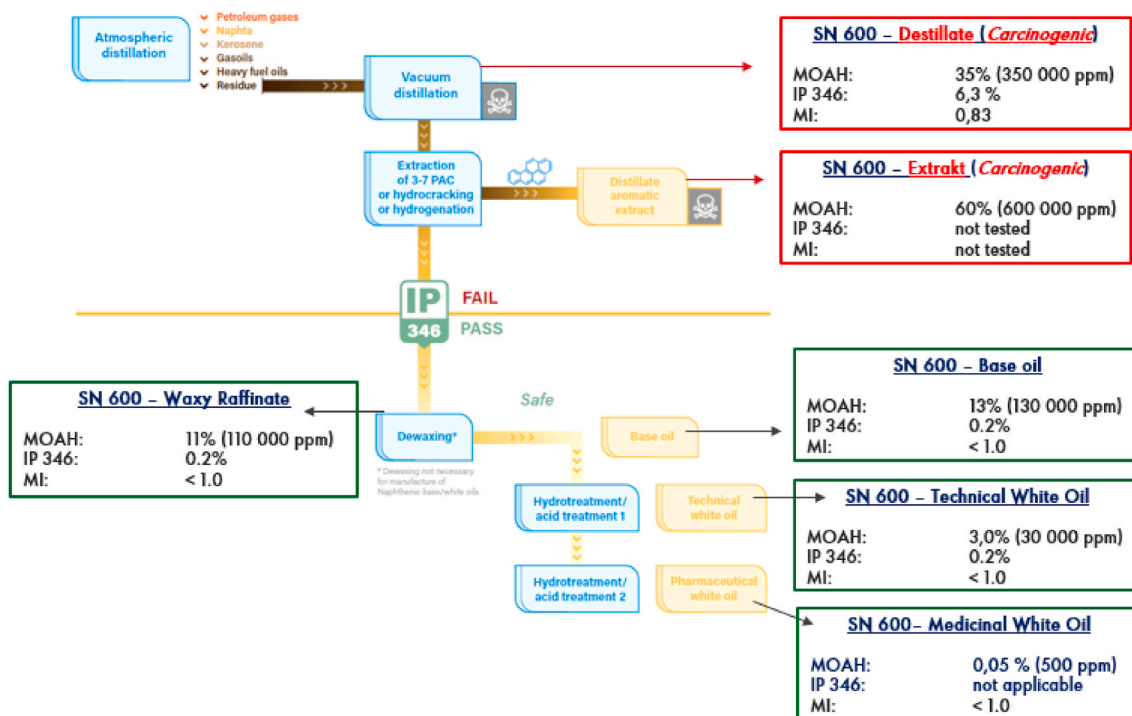 Atmospheric
distillation
Petroleum gases
Naphta
Kerosene
Gasoils
Heavy fuel oils
Residue
Vacuum
distillation
SN 600 – Destillate (Carcinogenic)
MOAH: 35% (350 000 ppm)
IP 346: 6,3 %
MI: 0,83
Extraction
of 3-7 PAC
or hydrocracking
or hydrogenation
Distillate
aromatic
extract
SN 600 – Extrakt (Carcinogenic)
MOAH: 60% (600 000 ppm)
IP 346: not tested
MI: not tested
IP
346
FAIL
PASS
SN 600 – Waxy Raffinate
MOAH: 11% (110 000 ppm)
IP 346: 0.2%
MI: < 1.0
Safe
Dewaxing*
* Dewaxing not necessary
for manufacture of
Naphthenic base/white oils
Base oil
SN 600 – Base oil
MOAH: 13% (130 000 ppm)
IP 346: 0.2%
MI: < 1.0
Hydrotreatment/
acid treatment 1
Technical
white oil
SN 600 – Technical White Oil
MOAH: 3,0% (30 000 ppm)
IP 346: 0.2%
MI: < 1.0
Hydrotreatment/
acid treatment 2
Pharmaceutical
white oil
SN 600– Medicinal White Oil
MOAH: 0,05 % (500 ppm)
IP 346: not applicable
MI: < 1.0